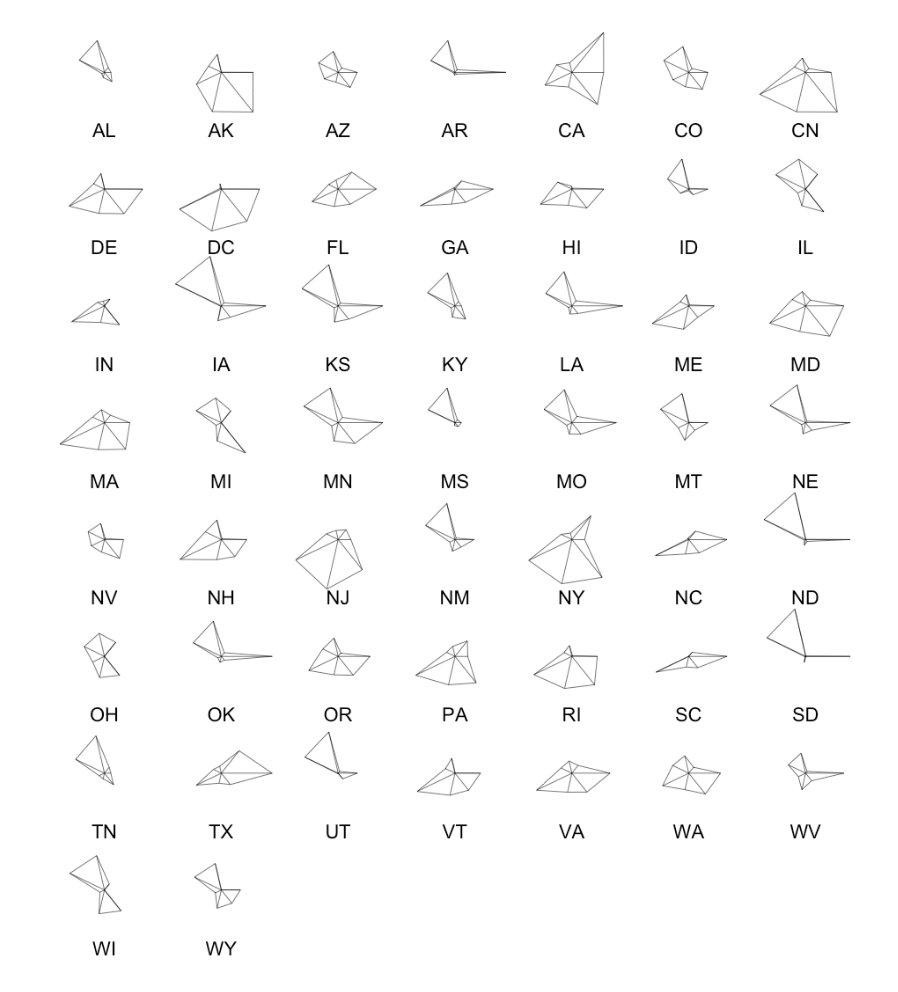 AL AK AZ AR CA CO CN
DE DC FL GA HI ID IL
IN IA KS KY LA ME MD
MA MI MN MS MO MT NE
NV NH NJ NM NY NC ND
OH OK OR PA RI SC SD
TN TX UT VT VA WA WV
WI WY